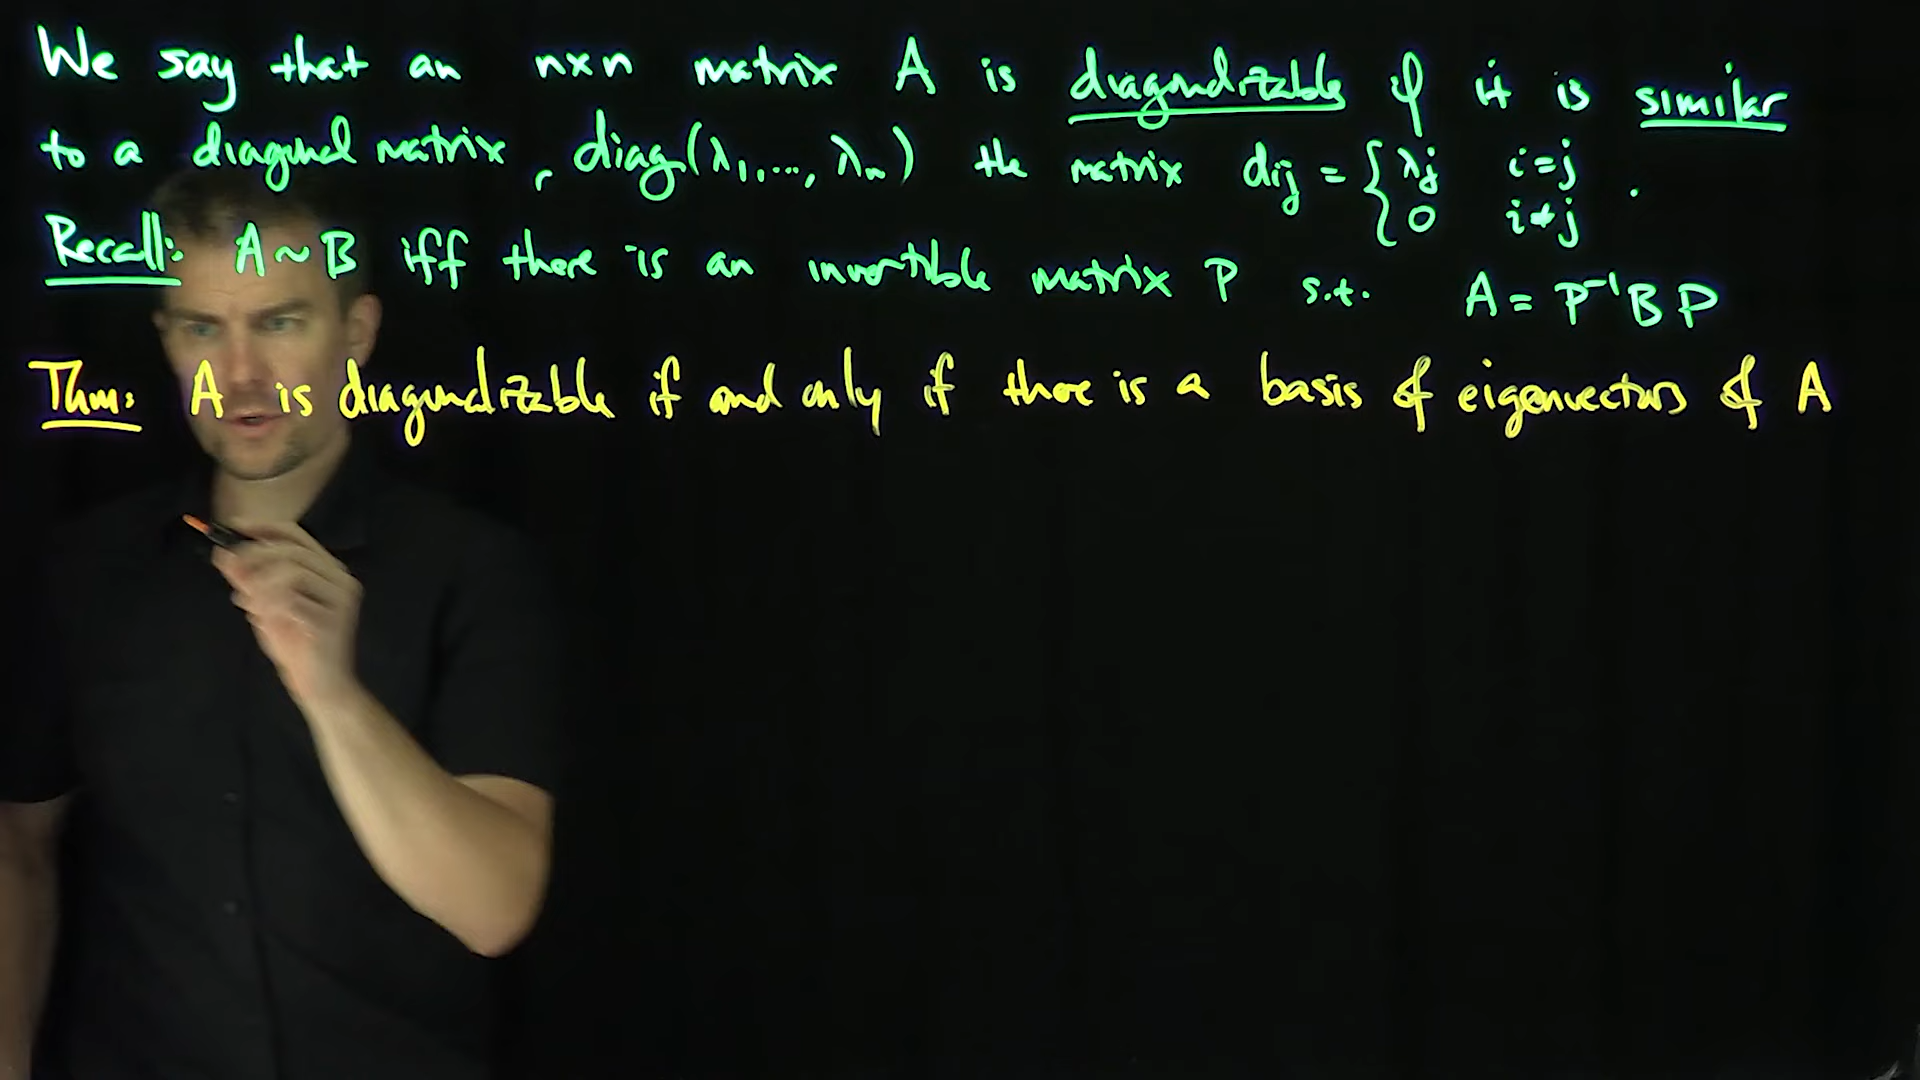 We say that an n×n matrix A is diagonalizable if it is similar
to a diagonal matrix, diag(λ₁,..., λₙ) the matrix dᵢⱼ = { λⱼ i=j
0 i≠j .
Recall: A ~ B iff there is an invertible matrix P s.t. A = P⁻¹BP
Thm: A is diagonalizable if and only if there is a basis of eigenvectors of A